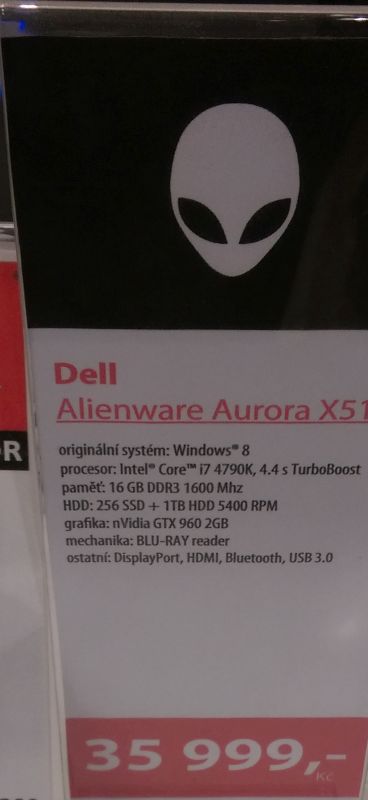 Dell
Alienware Aurora X51
originální systém: Windows® 8
procesor: Intel® Core™ i7 4790K, 4.4 s TurboBoost
paměť: 16 GB DDR3 1600 Mhz
HDD: 256 SSD + 1TB HDD 5400 RPM
grafika: nVidia GTX 960 2GB
mechanika: BLU-RAY reader
ostatní: DisplayPort, HDMI, Bluetooth, USB 3.0
35 999,-
Kč
R